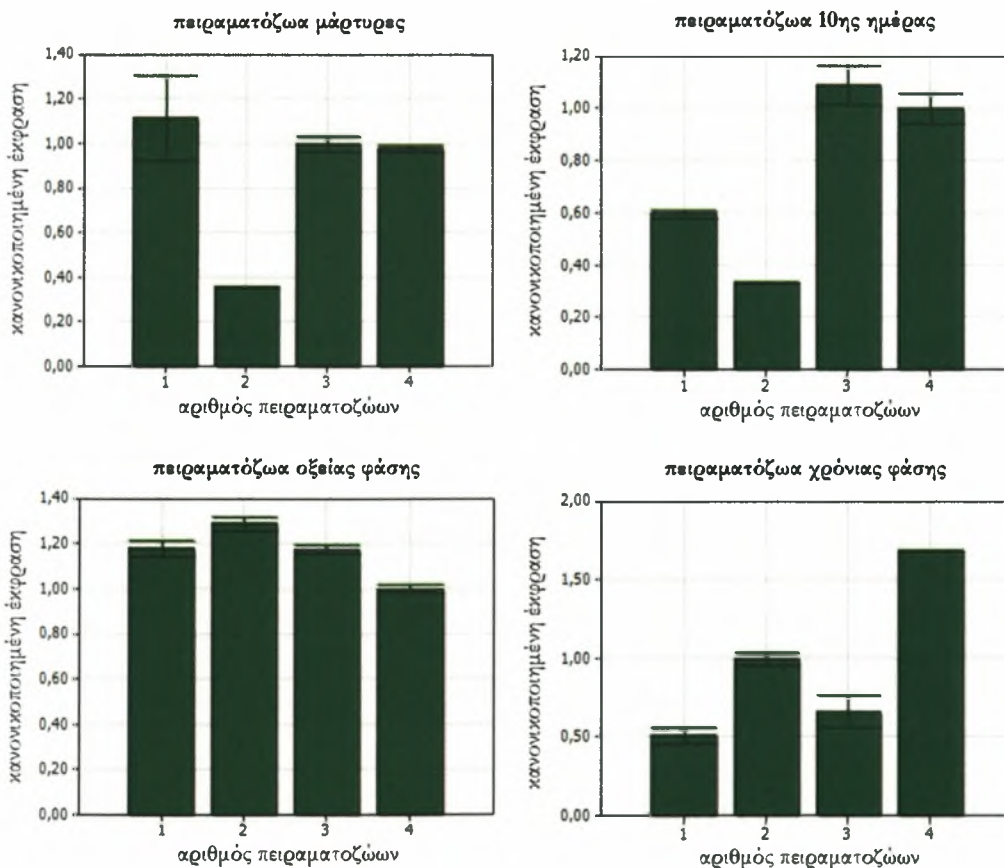 πειραματόζωα μάρτυρες
κανονικοποιημένη έκφραση
1,40
1,20
1,00
0,80
0,60
0,40
0,20
0,00
1 2 3 4
αριθμός πειραματοζώων
πειραματόζωα 10ης ημέρας
κανονικοποιημένη έκφραση
1,20
1,00
0,80
0,60
0,40
0,20
0,00
1 2 3 4
αριθμός πειραματοζώων
πειραματόζωα οξείας φάσης
κανονικοποιημένη έκφραση
1,40
1,20
1,00
0,80
0,60
0,40
0,20
0,00
1 2 3 4
αριθμός πειραματοζώων
πειραματόζωα χρόνιας φάσης
κανονικοποιημένη έκφραση
2,00
1,50
1,00
0,50
0,00
1 2 3 4
αριθμός πειραματοζώων